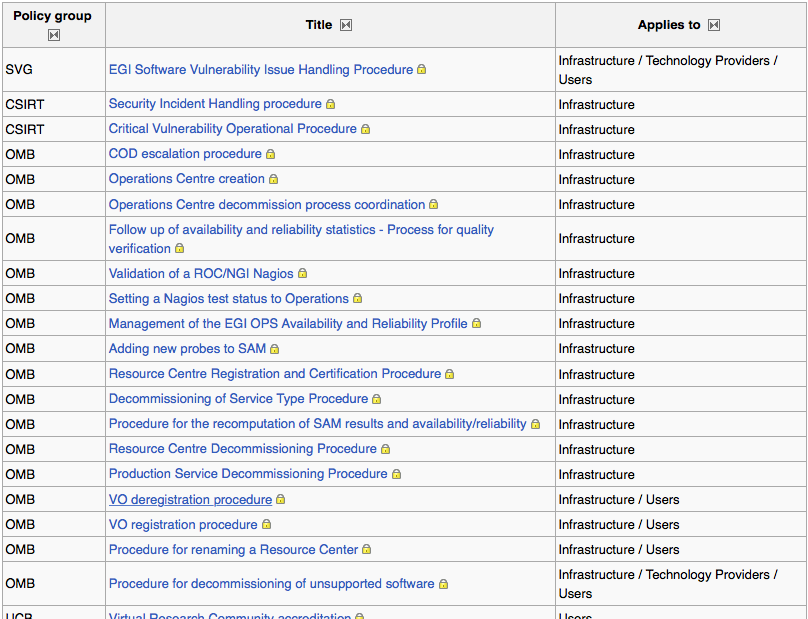 Policy group
Title
Applies to
SVG
EGI Software Vulnerability Issue Handling Procedure
Infrastructure / Technology Providers /
Users
CSIRT
Security Incident Handling procedure
Infrastructure
CSIRT
Critical Vulnerability Operational Procedure
Infrastructure
OMB
COD escalation procedure
Infrastructure
OMB
Operations Centre creation
Infrastructure
OMB
Operations Centre decommission process coordination
Infrastructure
OMB
Follow up of availability and reliability statistics - Process for quality
verification
Infrastructure
OMB
Validation of a ROC/NGI Nagios
Infrastructure
OMB
Setting a Nagios test status to Operations
Infrastructure
OMB
Management of the EGI OPS Availability and Reliability Profile
Infrastructure
OMB
Adding new probes to SAM
Infrastructure
OMB
Resource Centre Registration and Certification Procedure
Infrastructure
OMB
Decommissioning of Service Type Procedure
Infrastructure
OMB
Procedure for the recomputation of SAM results and availability/reliability
Infrastructure
OMB
Resource Centre Decommissioning Procedure
Infrastructure
OMB
Production Service Decommissioning Procedure
Infrastructure
OMB
VO deregistration procedure
Infrastructure / Users
OMB
VO registration procedure
Infrastructure / Users
OMB
Procedure for renaming a Resource Center
Infrastructure / Users
OMB
Procedure for decommissioning of unsupported software
Infrastructure / Technology Providers /
Users
UCB
Virtual Research Community accreditation
Users